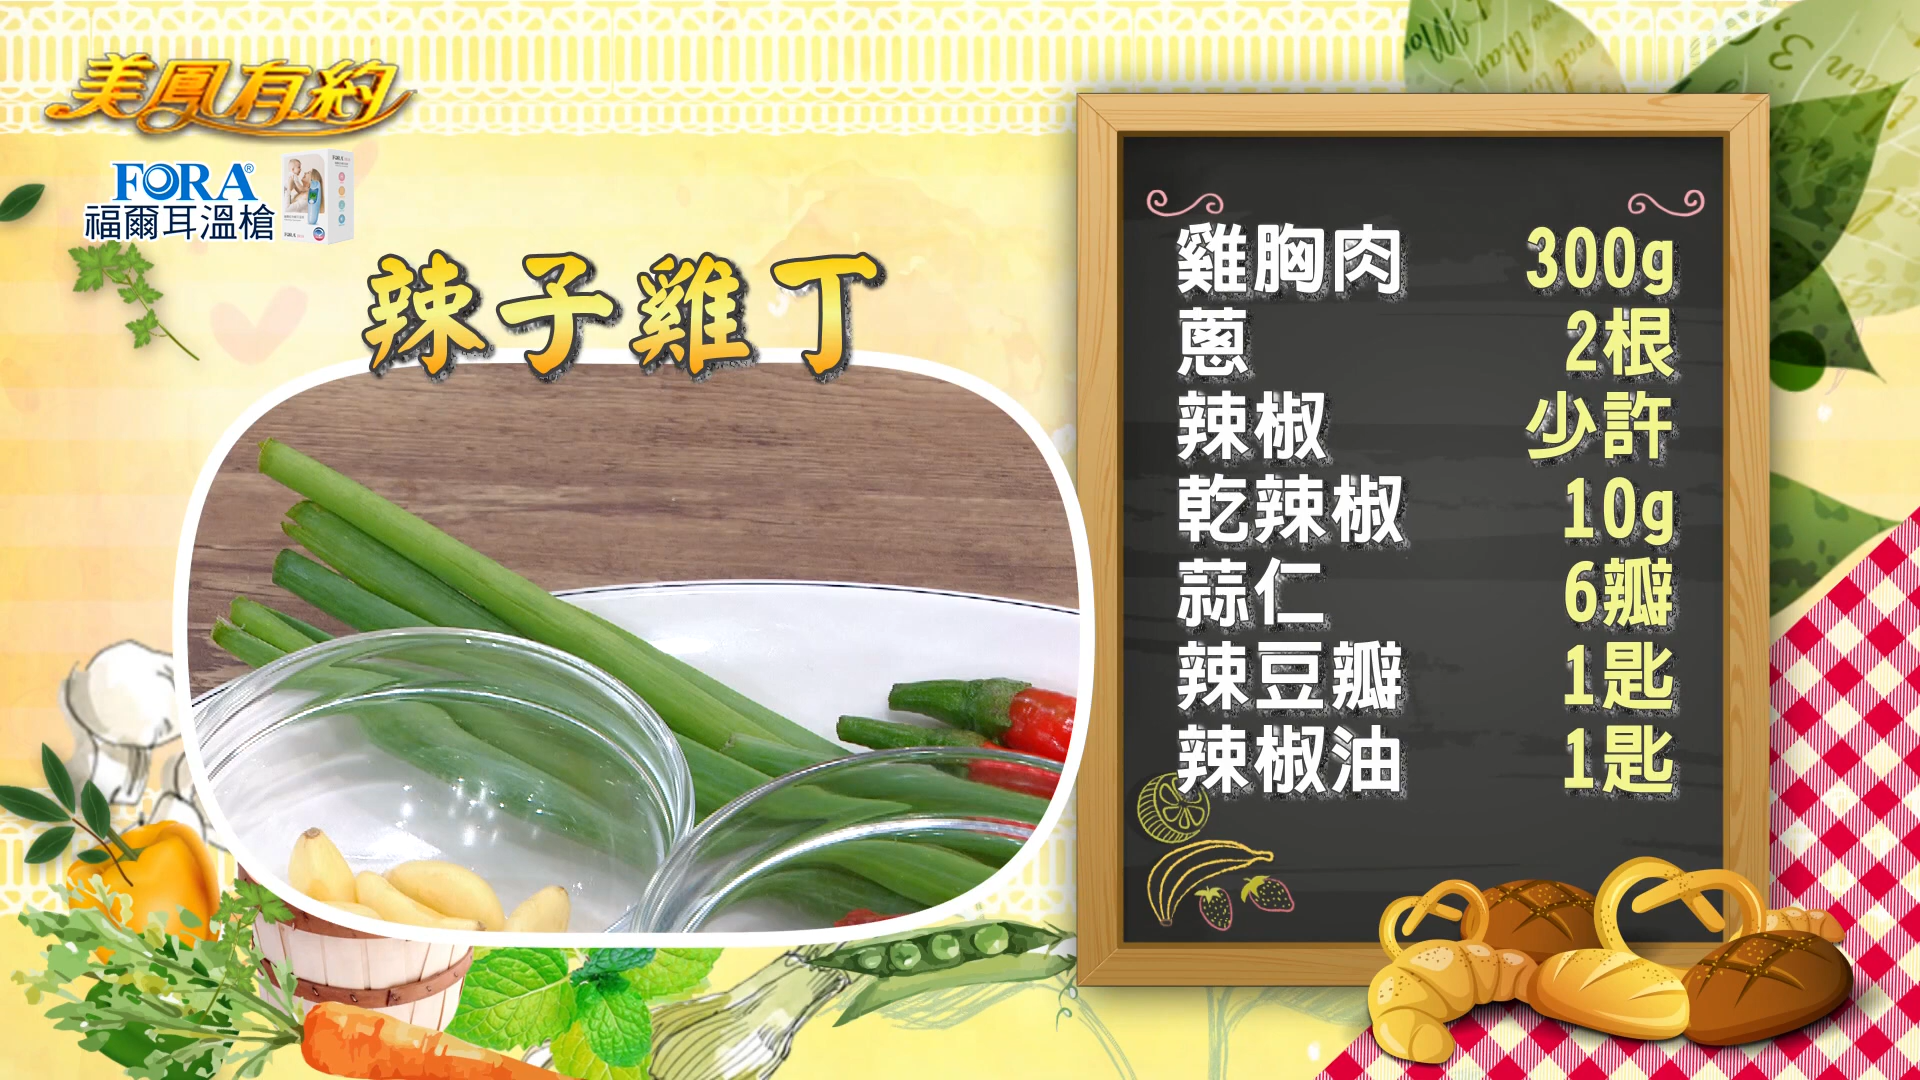 美鳳有約
FORA®
福爾耳溫槍
辣子雞丁
雞胸肉 300g
蔥 2根
辣椒 少許
乾辣椒 10g
蒜仁 6瓣
辣豆瓣 1匙
辣椒油 1匙